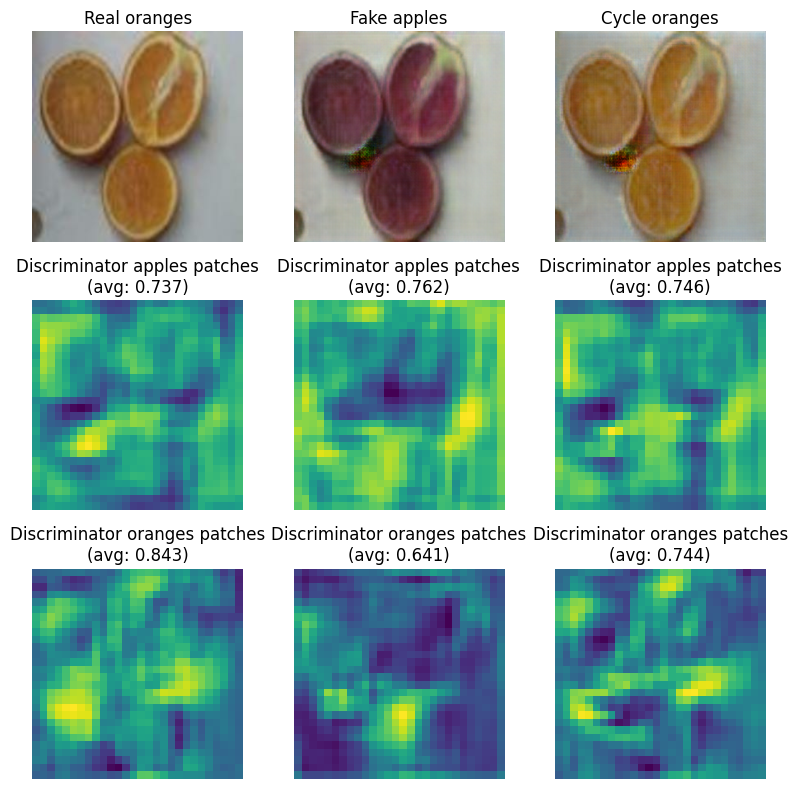 Real oranges
Fake apples
Cycle oranges
Discriminator apples patches
(avg: 0.737)
Discriminator apples patches
(avg: 0.762)
Discriminator apples patches
(avg: 0.746)
Discriminator oranges patches
(avg: 0.843)
Discriminator oranges patches
(avg: 0.641)
Discriminator oranges patches
(avg: 0.744)